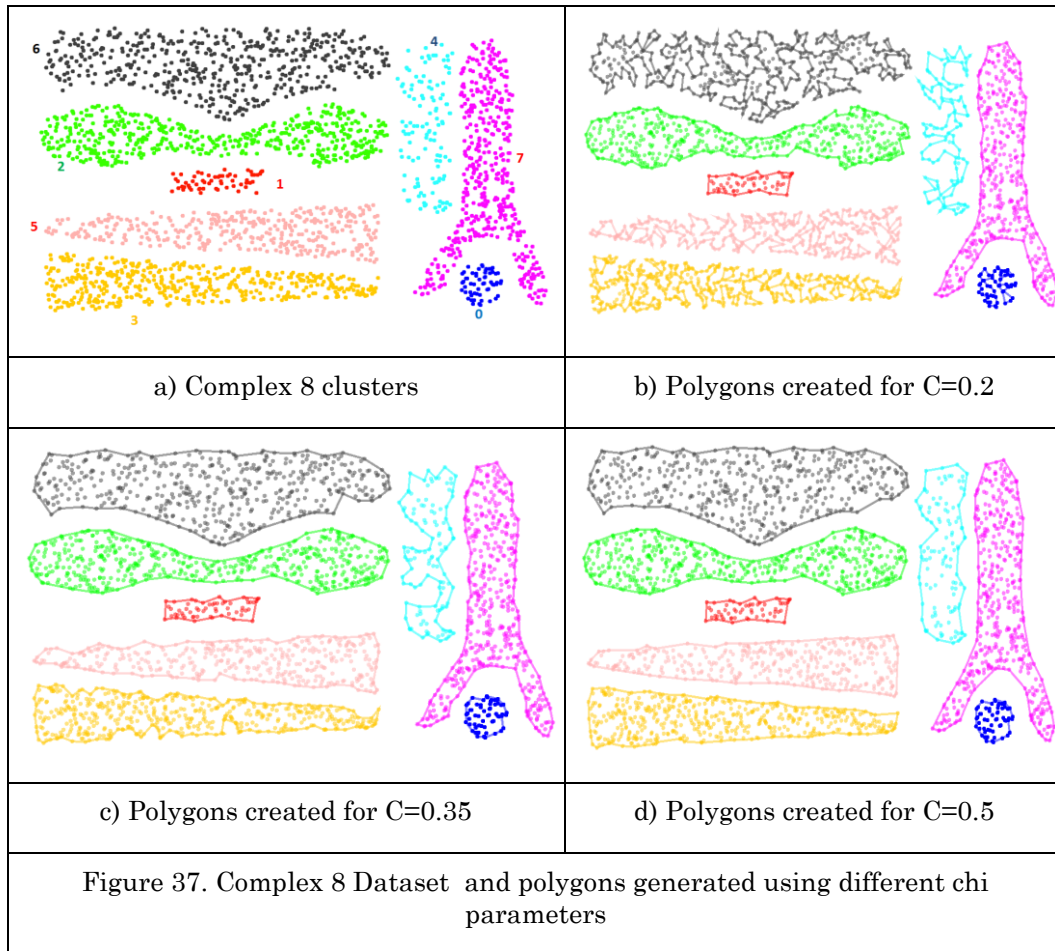 6
4
7
2
1
5
3
0
a) Complex 8 clusters
b) Polygons created for C=0.2
c) Polygons created for C=0.35
d) Polygons created for C=0.5
Figure 37. Complex 8 Dataset and polygons generated using different chi
parameters